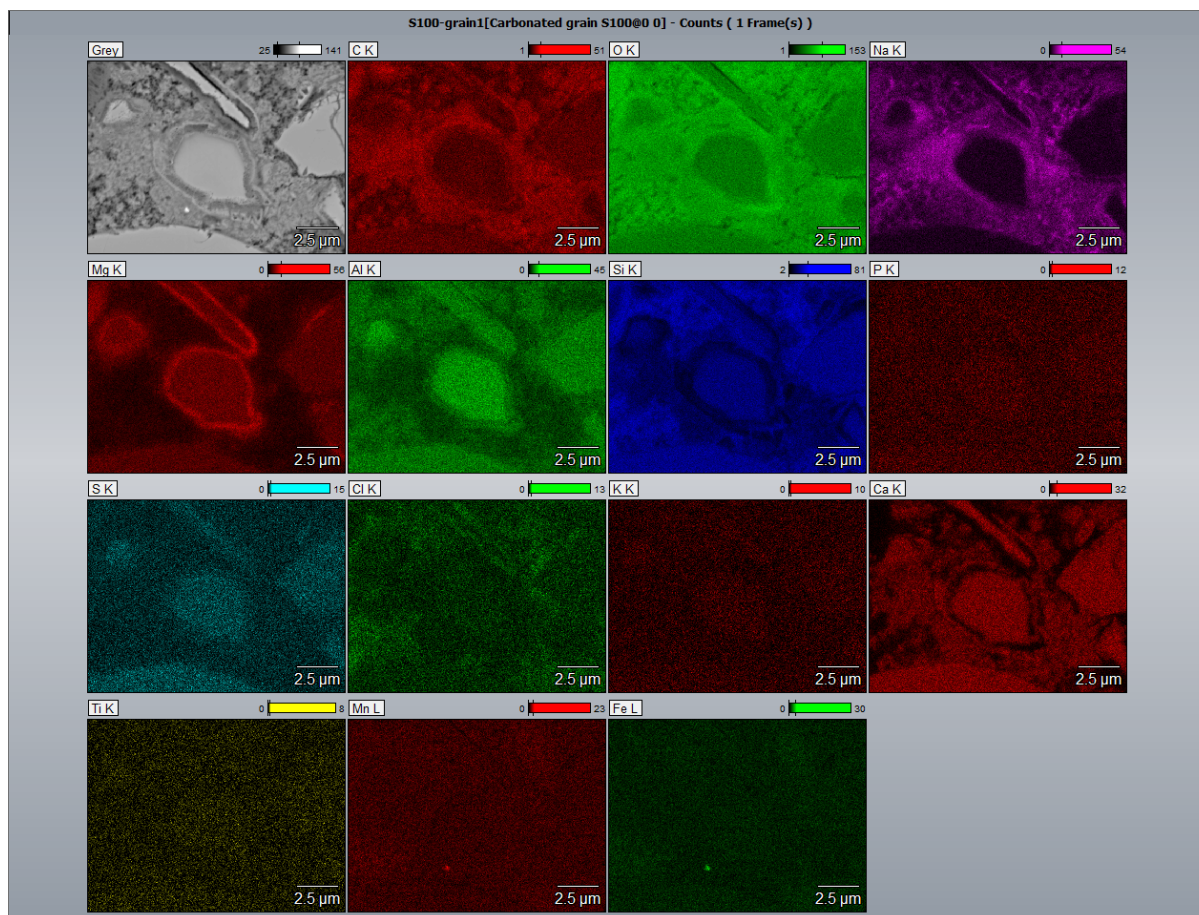 S100-grain1[Carbonated grain S100@0 0] - Counts ( 1 Frame(s) )
Grey 25 141 C K 1 51 O K 1 153 Na K 0 54
2.5 µm 2.5 µm 2.5 µm 2.5 µm
Mg K 0 56 Al K 0 45 Si K 2 81 P K 0 12
2.5 µm 2.5 µm 2.5 µm 2.5 µm
S K 0 15 Cl K 0 13 K K 0 10 Ca K 0 32
2.5 µm 2.5 µm 2.5 µm 2.5 µm
Ti K 0 8 Mn L 0 23 Fe L 0 30
2.5 µm 2.5 µm 2.5 µm